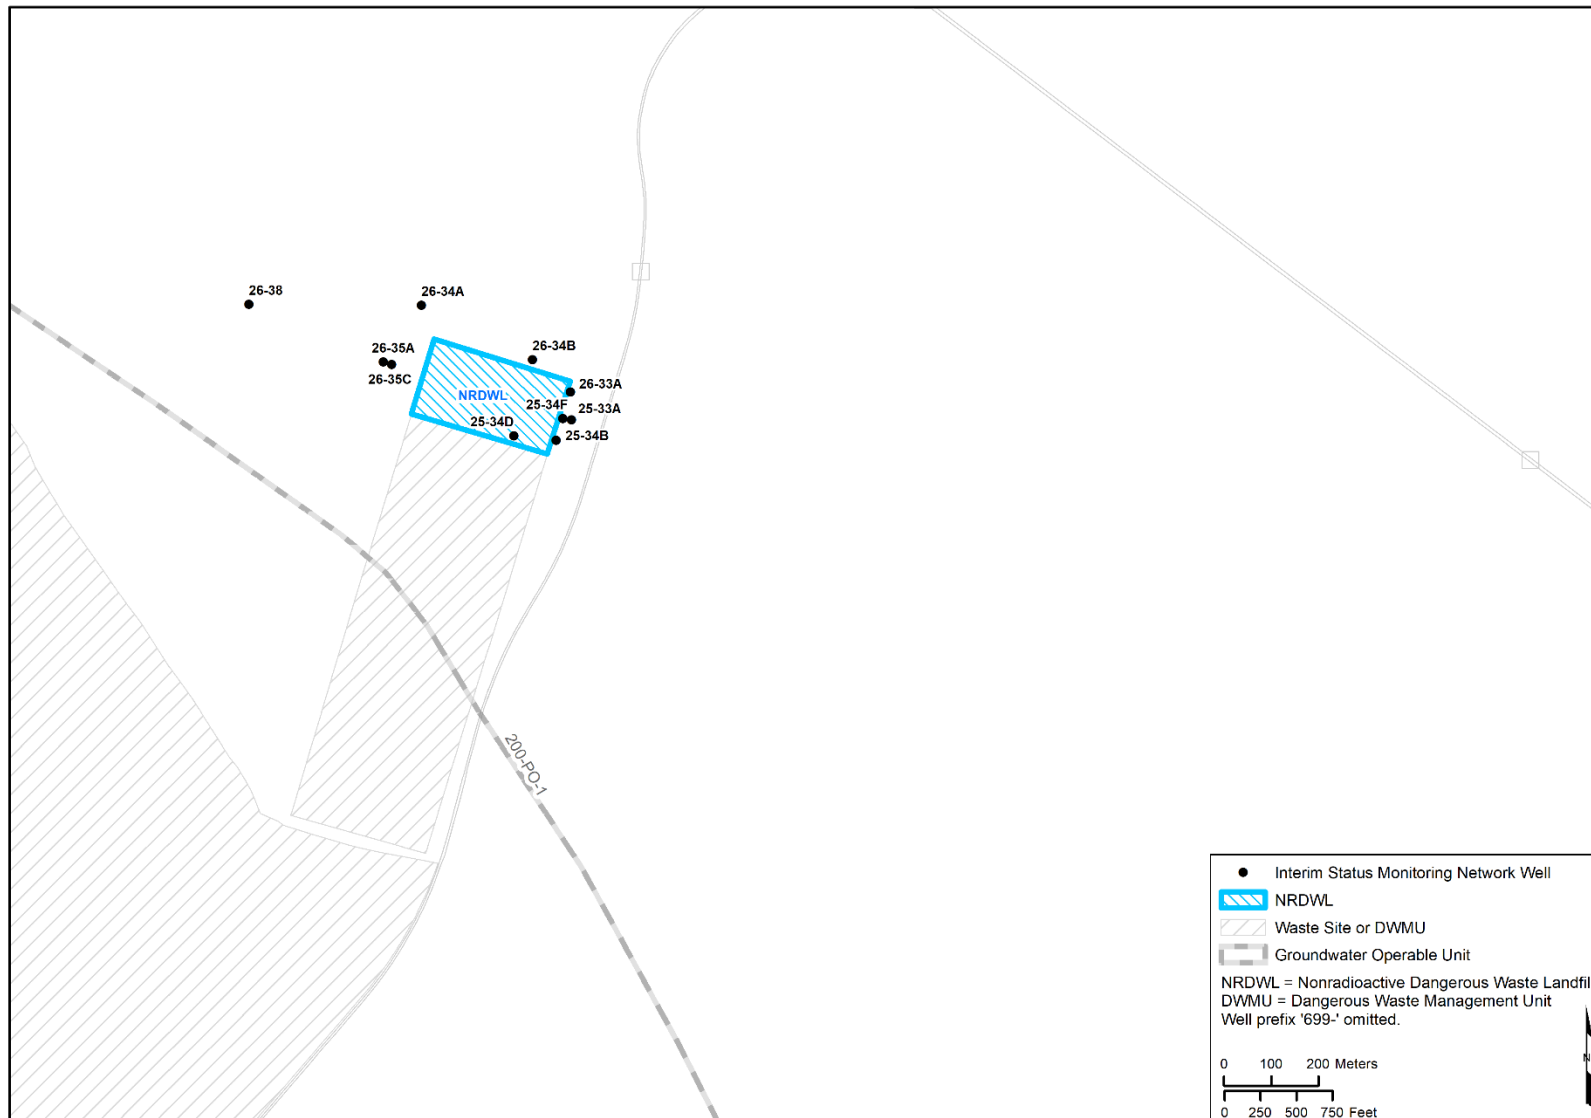 26-38
26-34A
26-35A
26-35C
26-34B
NRDWL
26-33A
25-34F
25-33A
25-34D
25-34B
200-PO-1
Interim Status Monitoring Network Well
NRDWL
Waste Site or DWMU
Groundwater Operable Unit
NRDWL = Nonradioactive Dangerous Waste Landfil
DWMU = Dangerous Waste Management Unit
Well prefix '699-' omitted.
0 100 200 Meters
0 250 500 750 Feet
N